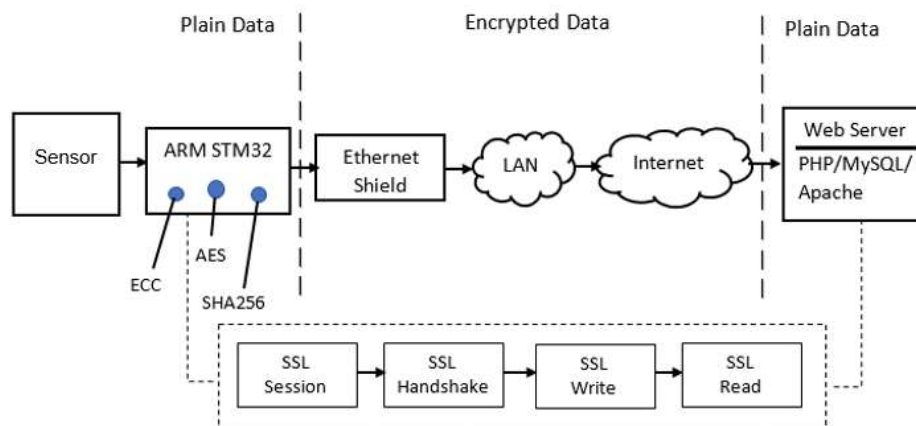 Plain Data
Encrypted Data
Plain Data
Sensor
ARM STM32
ECC
AES
SHA256
Ethernet
Shield
LAN
Internet
Web Server
PHP/MySQL/
Apache
SSL
Session
SSL
Handshake
SSL
Write
SSL
Read